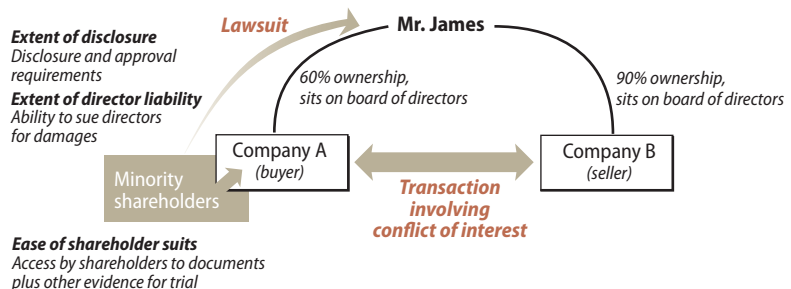 Lawsuit
Mr. James
Extent of disclosure
Disclosure and approval
requirements
Extent of director liability
Ability to sue directors
for damages
60% ownership,
sits on board of directors
90% ownership,
sits on board of directors
Company A
(buyer)
Company B
(seller)
Minority
shareholders
Transaction
involving
conflict of interest
Ease of shareholder suits
Access by shareholders to documents
plus other evidence for trial